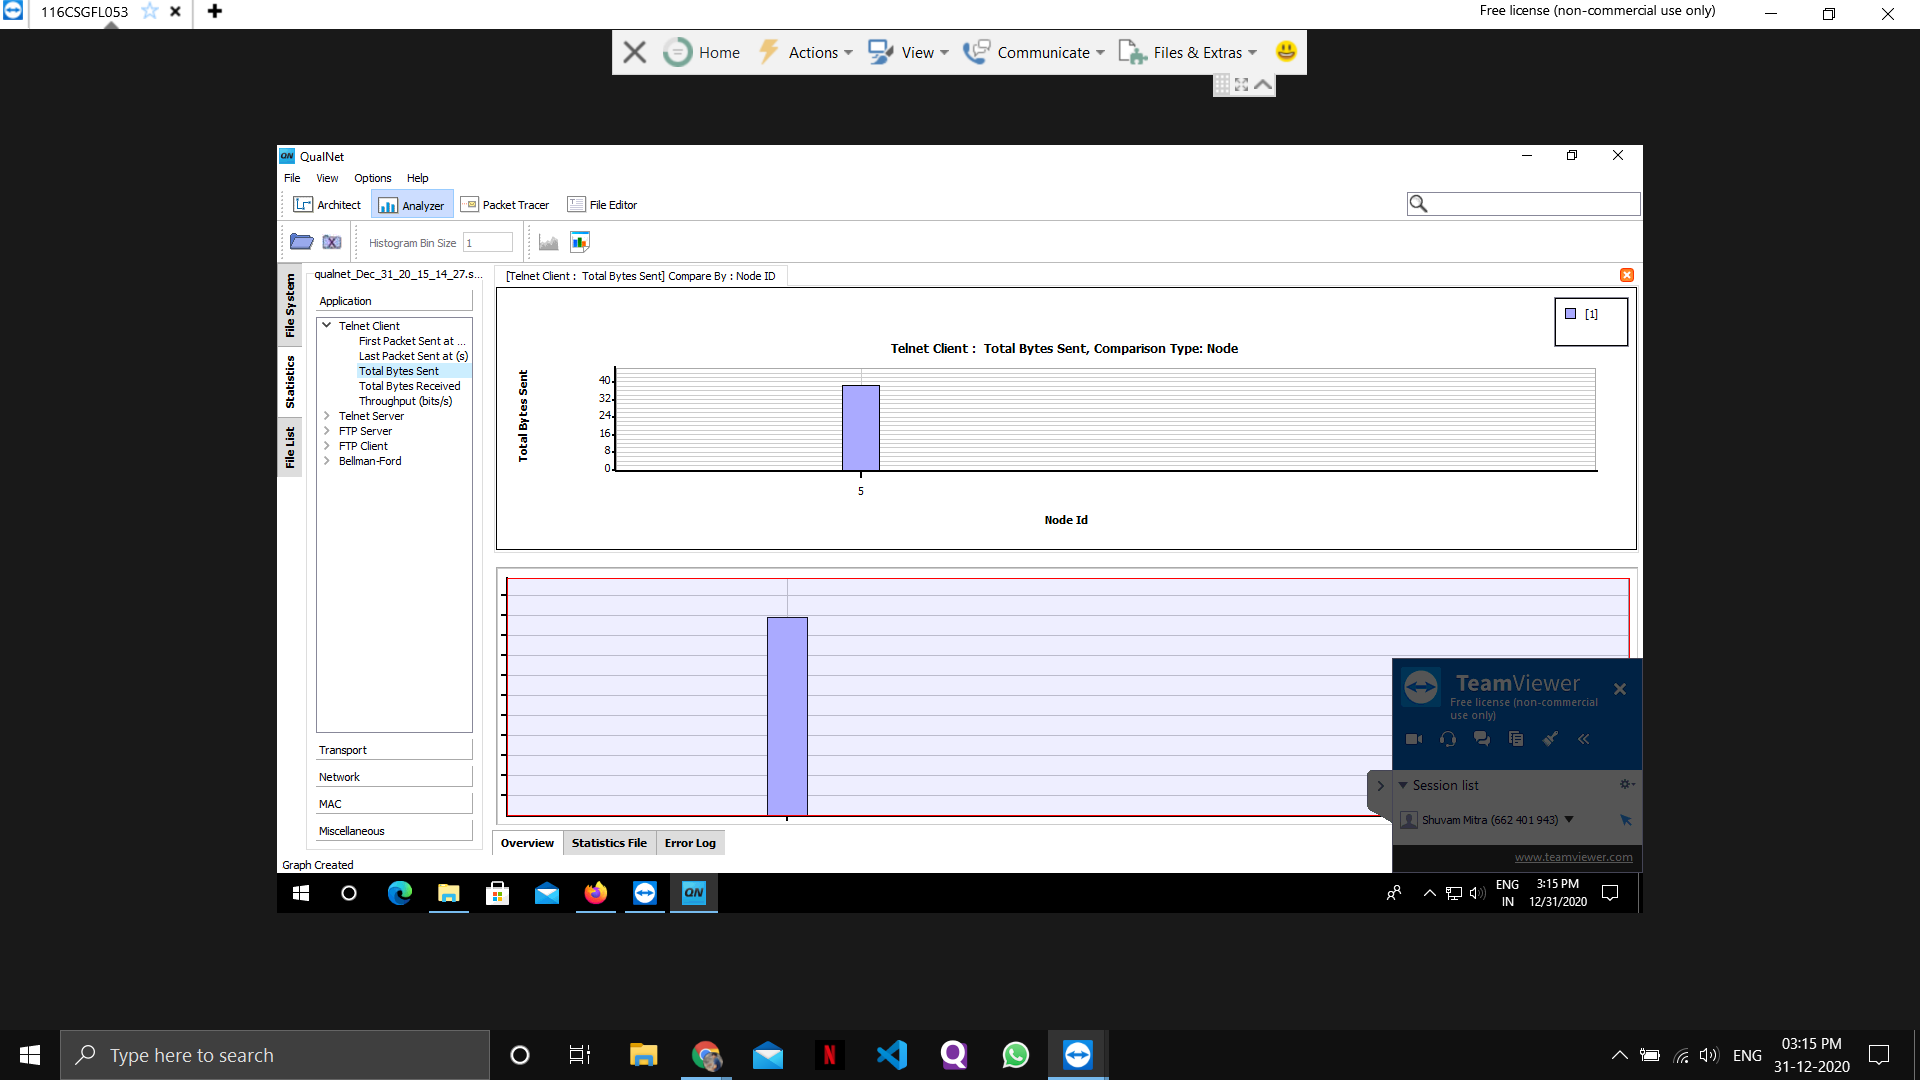 116CSGFL053
Free license (non-commercial use only)
Home
Actions
View
Communicate
Files & Extras
QN QualNet
File View Options Help
Architect
Analyzer
Packet Tracer
File Editor
Histogram Bin Size 1
File System
Statistics
File List
qualnet_Dec_31_20_15_14_27.s...
Application
Telnet Client
First Packet Sent at ...
Last Packet Sent at (s)
Total Bytes Sent
Total Bytes Received
Throughput (bits/s)
Telnet Server
FTP Server
FTP Client
Bellman-Ford
Transport
Network
MAC
Miscellaneous
Graph Created
[Telnet Client : Total Bytes Sent] Compare By : Node ID
[1]
Telnet Client : Total Bytes Sent, Comparison Type: Node
Total Bytes Sent
40
32
24
16
8
0
5
Node Id
Overview
Statistics File
Error Log
TeamViewer
Free license (non-commercial
use only)
Session list
Shuvam Mitra (662 401 943)
www.teamviewer.com
QN
ENG
IN
3:15 PM
12/31/2020
Type here to search
N
Q
ENG
03:15 PM
31-12-2020